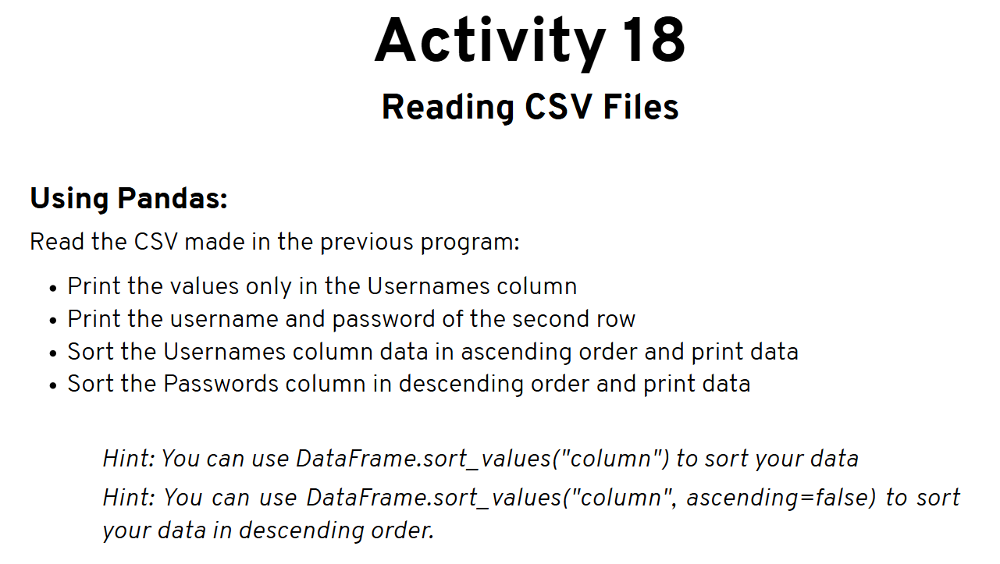 Activity 18
Reading CSV Files
Using Pandas:
Read the CSV made in the previous program:
• Print the values only in the Usernames column
• Print the username and password of the second row
• Sort the Usernames column data in ascending order and print data
• Sort the Passwords column in descending order and print data
Hint: You can use DataFrame.sort_values("column") to sort your data
Hint: You can use DataFrame.sort_values("column", ascending=false) to sort
your data in descending order.